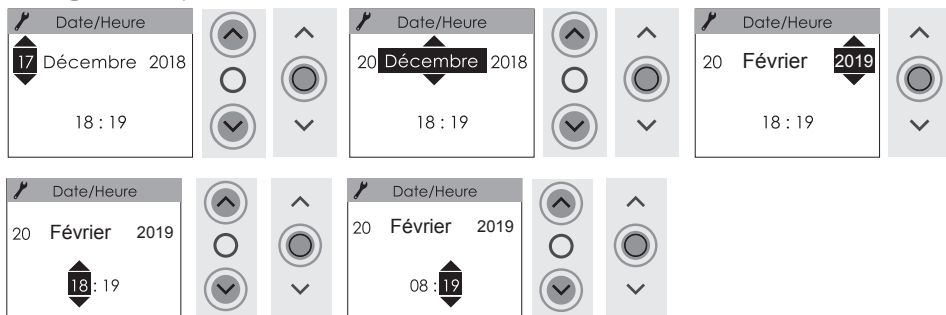 Date/Heure
17 Décembre 2018
18 : 19
Date/Heure
20 Décembre 2018
18 : 19
Date/Heure
20 Février 2019
18 : 19
Date/Heure
20 Février 2019
18 : 19
Date/Heure
20 Février 2019
08 : 19